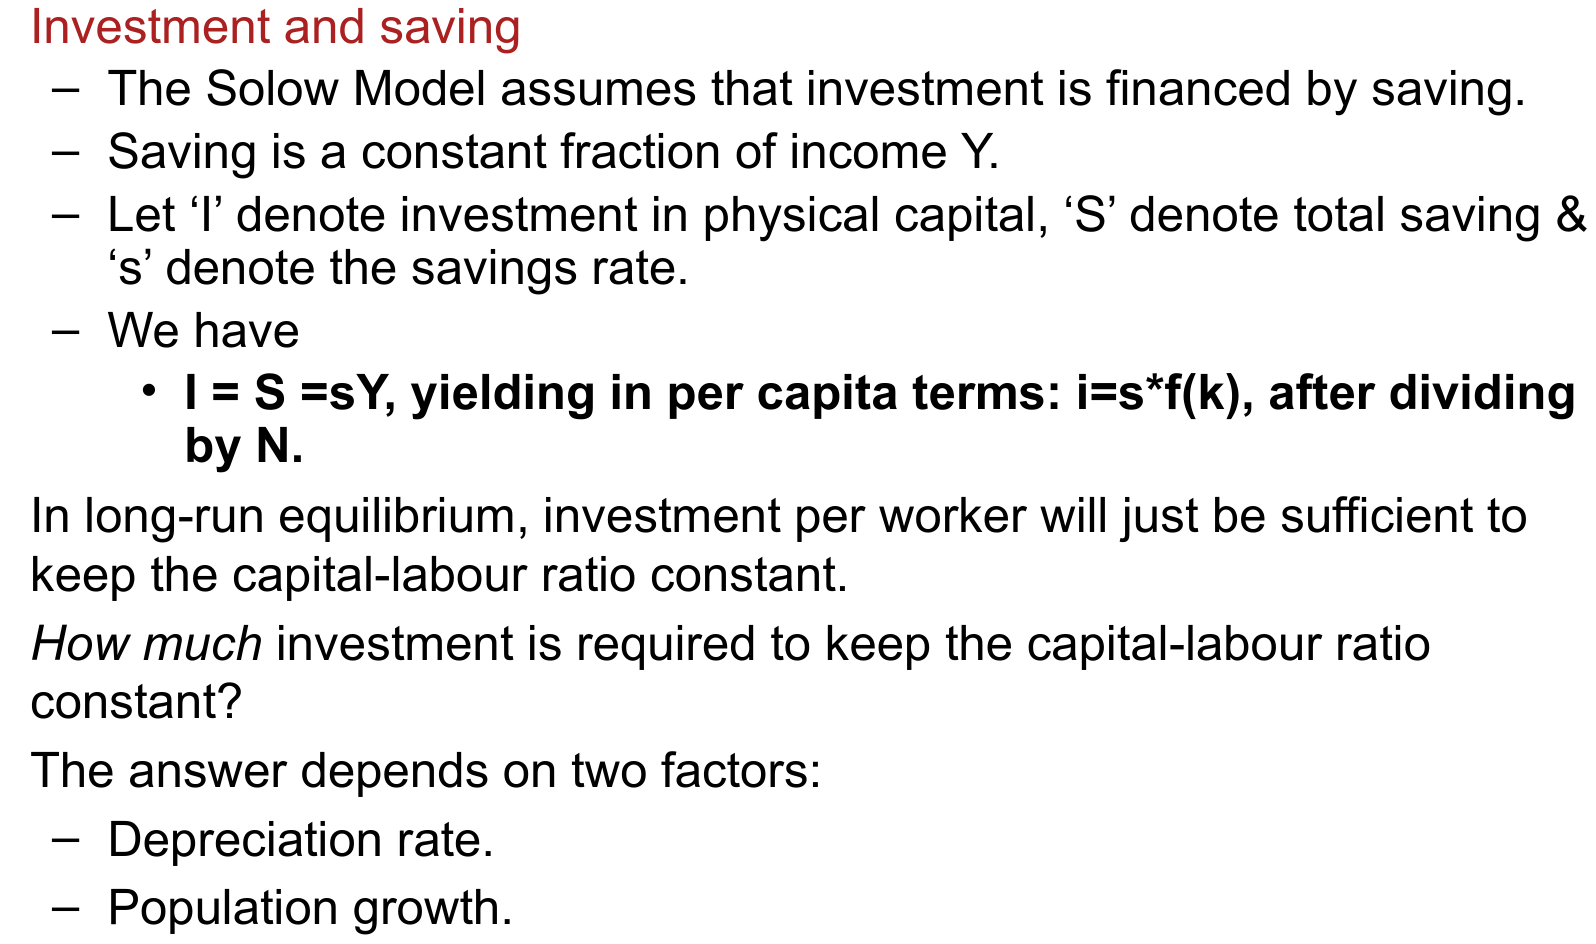 Investment and saving
– The Solow Model assumes that investment is financed by saving.
– Saving is a constant fraction of income Y.
– Let ‘I’ denote investment in physical capital, ‘S’ denote total saving &
‘s’ denote the savings rate.
– We have
• I = S =sY, yielding in per capita terms: i=s*f(k), after dividing
by N.
In long-run equilibrium, investment per worker will just be sufficient to
keep the capital-labour ratio constant.
How much investment is required to keep the capital-labour ratio
constant?
The answer depends on two factors:
– Depreciation rate.
– Population growth.